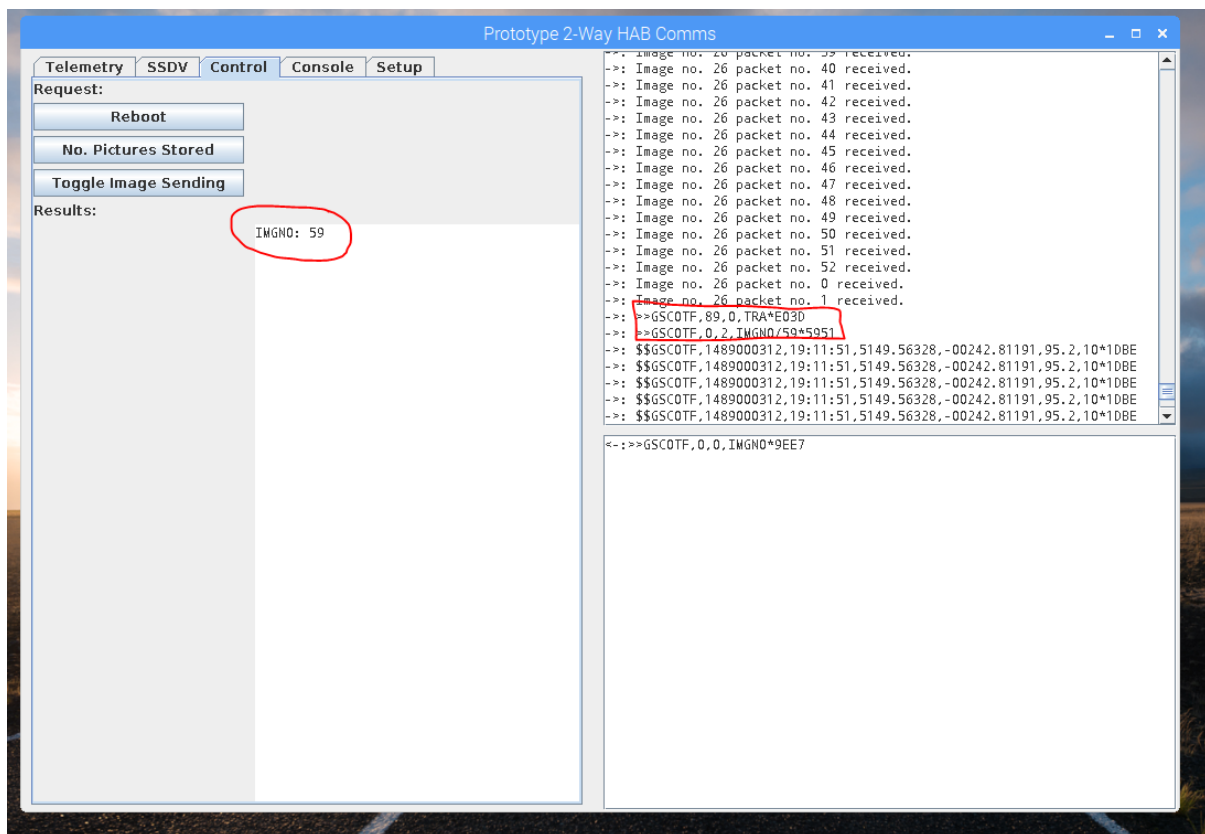 Prototype 2-Way HAB Comms
Telemetry SSDV Control Console Setup
Request:
Reboot
No. Pictures Stored
Toggle Image Sending
Results:
IMGNO: 59
->: Image no. 26 packet no. 39 received.
->: Image no. 26 packet no. 40 received.
->: Image no. 26 packet no. 41 received.
->: Image no. 26 packet no. 42 received.
->: Image no. 26 packet no. 43 received.
->: Image no. 26 packet no. 44 received.
->: Image no. 26 packet no. 45 received.
->: Image no. 26 packet no. 46 received.
->: Image no. 26 packet no. 47 received.
->: Image no. 26 packet no. 48 received.
->: Image no. 26 packet no. 49 received.
->: Image no. 26 packet no. 50 received.
->: Image no. 26 packet no. 51 received.
->: Image no. 26 packet no. 52 received.
->: Image no. 26 packet no. 0 received.
->: Image no. 26 packet no. 1 received.
->: >>GSCOTF,89,0,TRA*E03D
->: >>GSCOTF,0,2,IMGNO/59*5951
->: $$GSCOTF,1489000312,19:11:51,5149.56328,-00242.81191,95.2,10*1DBE
->: $$GSCOTF,1489000312,19:11:51,5149.56328,-00242.81191,95.2,10*1DBE
->: $$GSCOTF,1489000312,19:11:51,5149.56328,-00242.81191,95.2,10*1DBE
->: $$GSCOTF,1489000312,19:11:51,5149.56328,-00242.81191,95.2,10*1DBE
->: $$GSCOTF,1489000312,19:11:51,5149.56328,-00242.81191,95.2,10*1DBE
<-:>>GSCOTF,0,0,IMGNO*9EE7